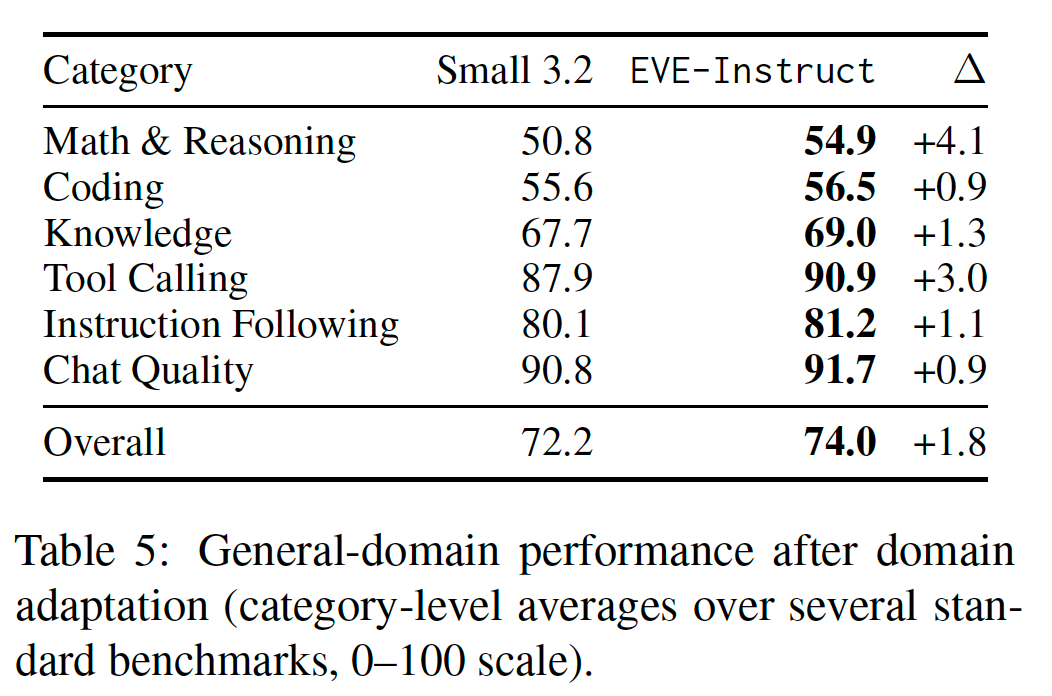 Category Small 3.2 EVE-Instruct Δ
Math & Reasoning 50.8 54.9 +4.1
Coding 55.6 56.5 +0.9
Knowledge 67.7 69.0 +1.3
Tool Calling 87.9 90.9 +3.0
Instruction Following 80.1 81.2 +1.1
Chat Quality 90.8 91.7 +0.9
Overall 72.2 74.0 +1.8
Table 5: General-domain performance after domain
adaptation (category-level averages over several stan-
dard benchmarks, 0–100 scale).